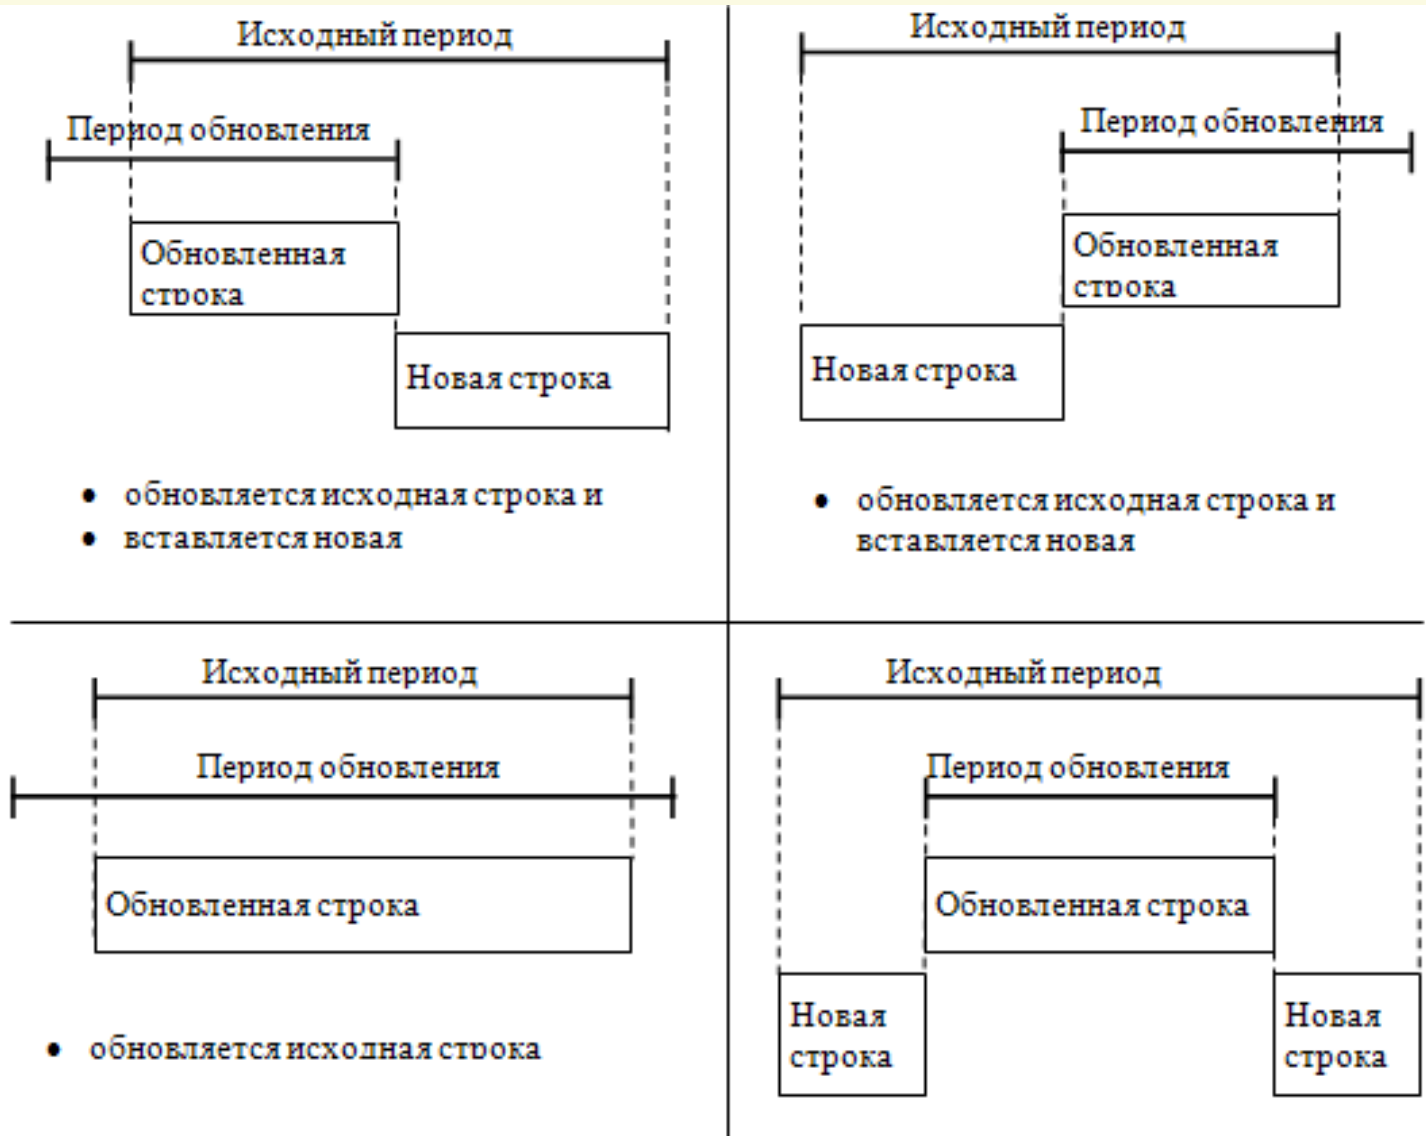 Исходный период
Период обновления
Обновленная
строка
Новая строка
• обновляется исходная строка и
• вставляется новая
Исходный период
Период обновления
Обновленная
строка
Новая строка
• обновляется исходная строка и
вставляется новая
Исходный период
Период обновления
Обновленная строка
• обновляется исходная строка
Исходный период
Период обновления
Обновленная строка
Новая
строка
Новая
строка